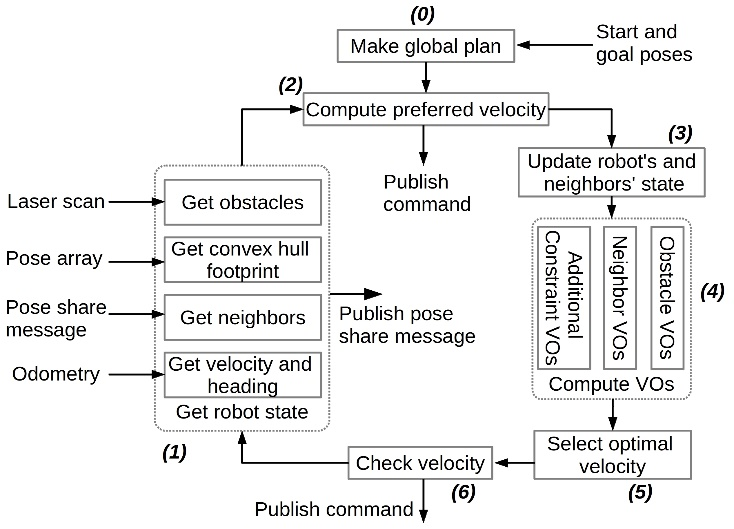 (0)
Make global plan
Start and
goal poses
(2)
Compute preferred velocity
(3)
Publish
command
Update robot's and
neighbors' state
Laser scan
Get obstacles
Pose array
Get convex hull
footprint
Pose share
message
Get neighbors
Odometry
Get velocity and
heading
Get robot state
(1)
Publish pose
share message
Additional
Constraint VOs
Neighbor VOs
Obstacle VOs
(4)
Compute VOs
Select optimal
velocity
(5)
Check velocity
(6)
Publish command